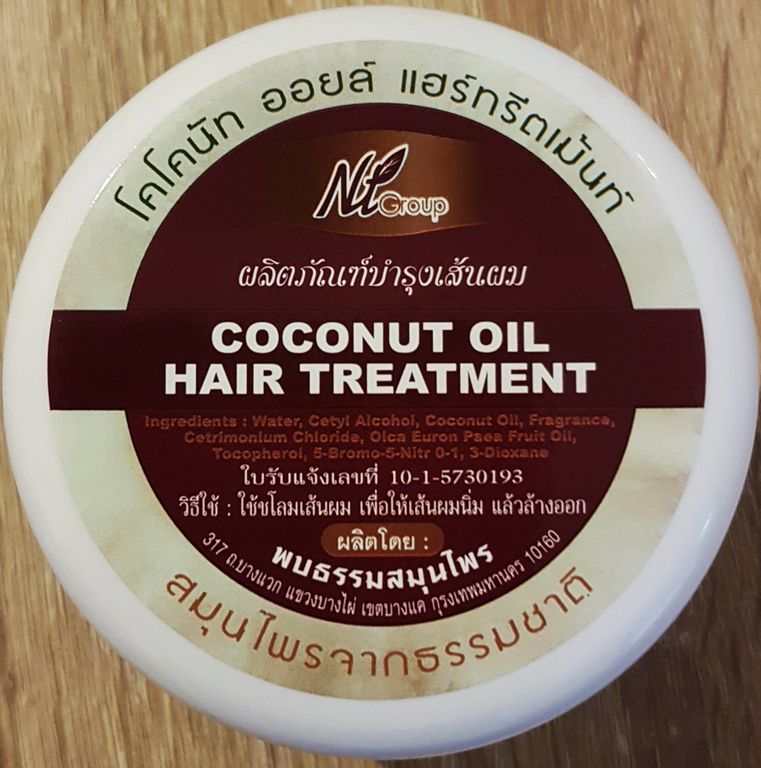 โคโคนัท ออยล์ แฮร์ทรีตเม้นท์
Nt Group
ผลิตภัณฑ์บำรุงเส้นผม
COCONUT OIL
HAIR TREATMENT
Ingredients : Water, Cetyl Alcohol, Coconut Oil, Fragrance,
Cetrimonium Chloride, Olca Euron Paea Fruit Oil,
Tocopherol, 5-Bromo-5-Nitr 0-1, 3-Dioxane
ใบรับแจ้งเลขที่ 10-1-5730193
วิธีใช้ : ใช้ชโลมเส้นผม เพื่อให้เส้นผมนิ่ม แล้วล้างออก
ผลิตโดย :
พบธรรมสมุนไพร
317 ถ.บางแวก แขวงบางไผ่ เขตบางแค กรุงเทพมหานคร 10160
สมุนไพรจากธรรมชาติ